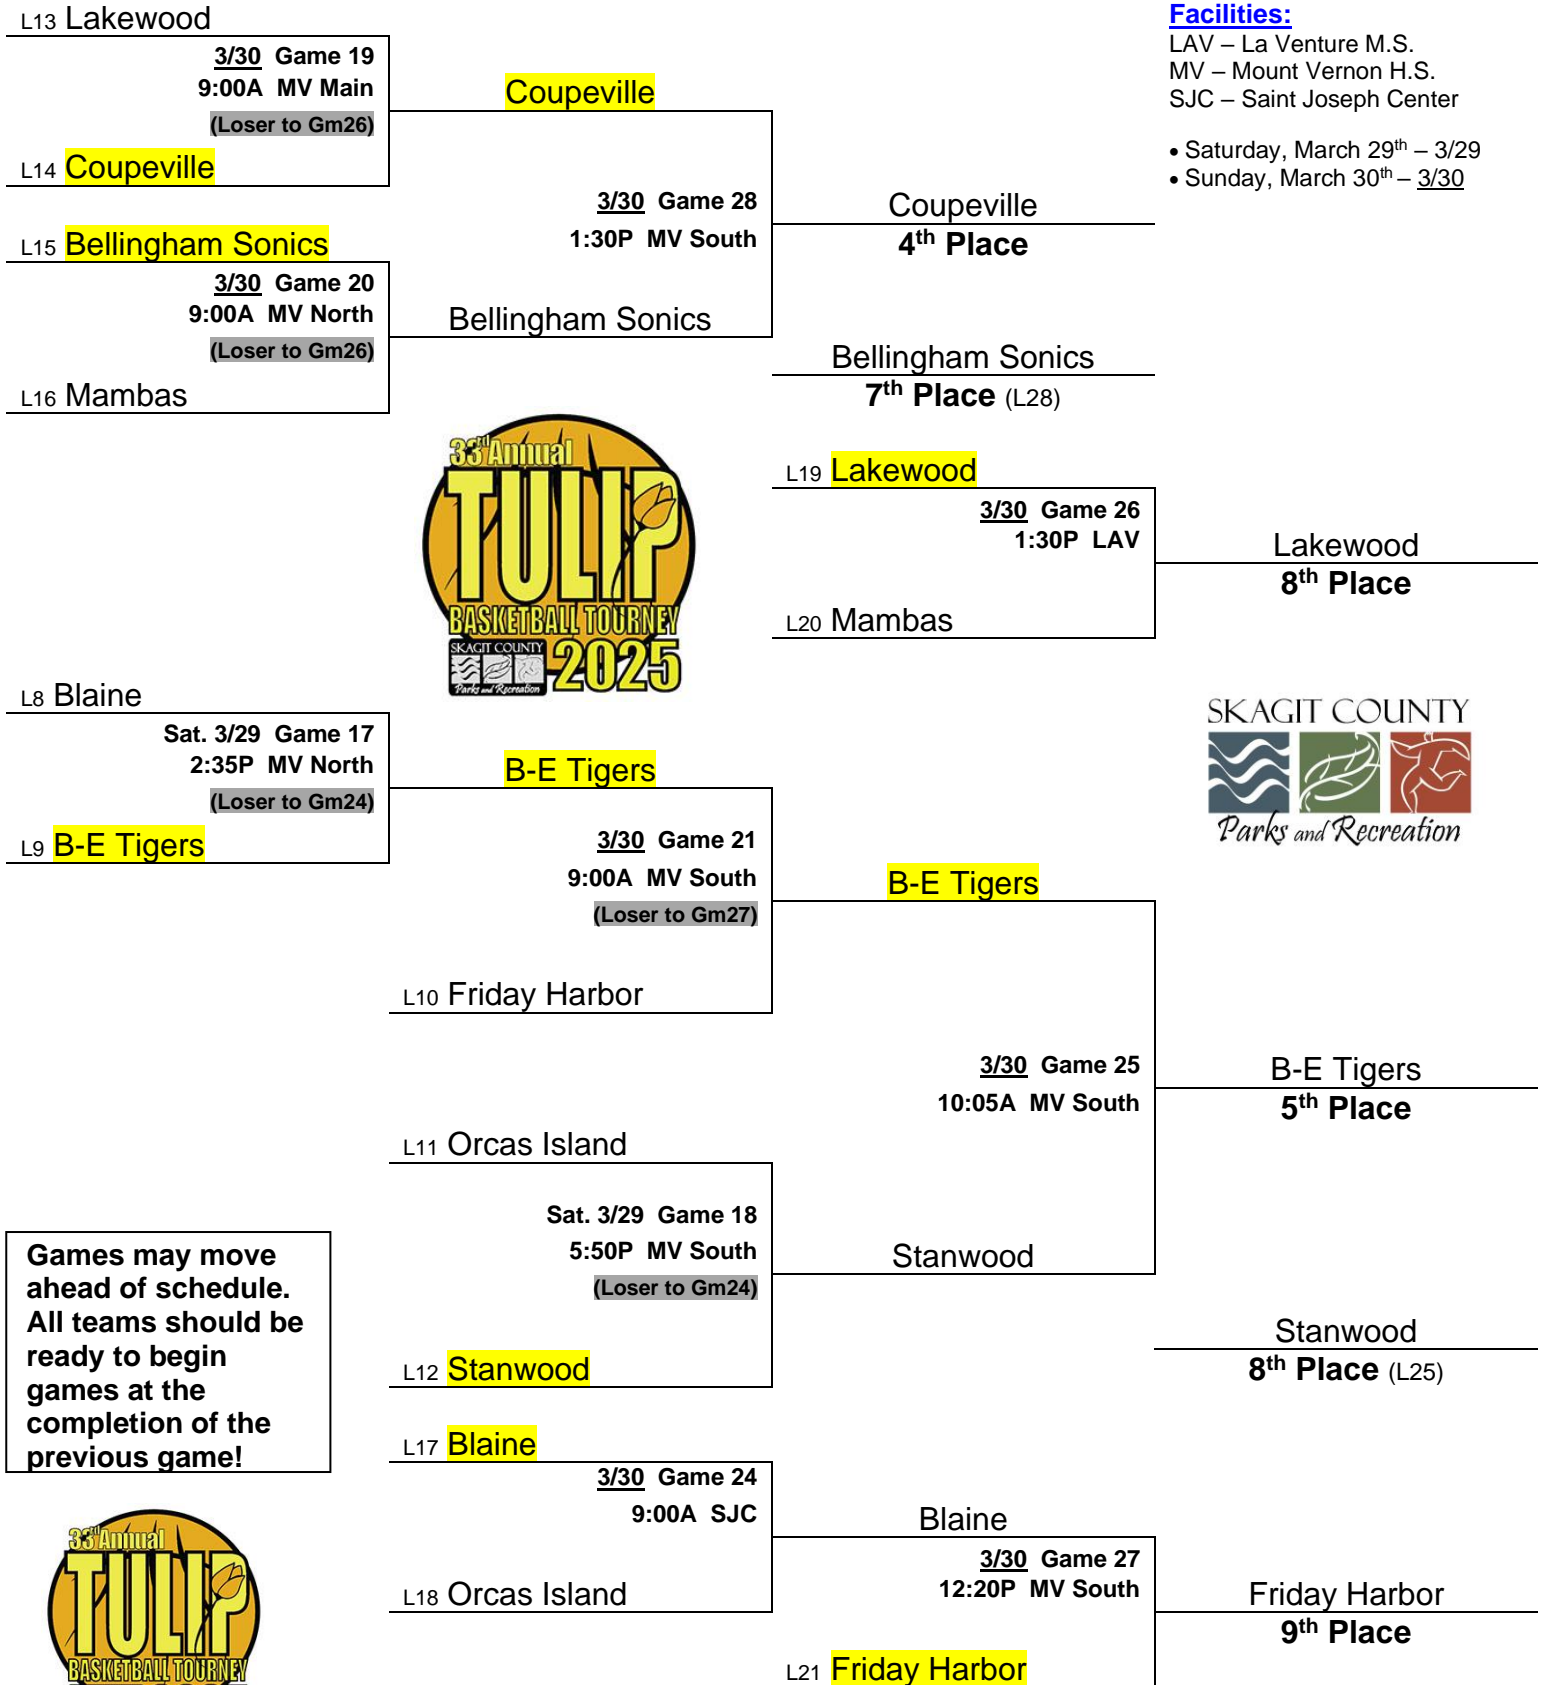 L13 Lakewood
3/30 Game 19
9:00A MV Main
(Loser to Gm26)
L14 Coupeville
Coupeville
Facilities:
LAV – La Venture M.S.
MV – Mount Vernon H.S.
SJC – Saint Joseph Center
• Saturday, March 29th – 3/29
• Sunday, March 30th – 3/30
L15 Bellingham Sonics
3/30 Game 20
9:00A MV North
(Loser to Gm26)
L16 Mambas
3/30 Game 28
1:30P MV South
Bellingham Sonics
Coupeville
4th Place
Bellingham Sonics
7th Place (L28)
33rd Annual
TULIP
BASKETBALL TOURNEY
SKAGIT COUNTY
Parks and Recreation
2025
L19 Lakewood
3/30 Game 26
1:30P LAV
L20 Mambas
Lakewood
8th Place
SKAGIT COUNTY
Parks and Recreation
L8 Blaine
Sat. 3/29 Game 17
2:35P MV North
(Loser to Gm24)
L9 B-E Tigers
B-E Tigers
3/30 Game 21
9:00A MV South
(Loser to Gm27)
L10 Friday Harbor
B-E Tigers
3/30 Game 25
10:05A MV South
B-E Tigers
5th Place
L11 Orcas Island
Sat. 3/29 Game 18
5:50P MV South
(Loser to Gm24)
L12 Stanwood
Stanwood
Stanwood
8th Place (L25)
Games may move
ahead of schedule.
All teams should be
ready to begin
games at the
completion of the
previous game!
L17 Blaine
3/30 Game 24
9:00A SJC
L18 Orcas Island
Blaine
3/30 Game 27
12:20P MV South
L21 Friday Harbor
Friday Harbor
9th Place
33rd Annual
TULIP
BASKETBALL TOURNEY